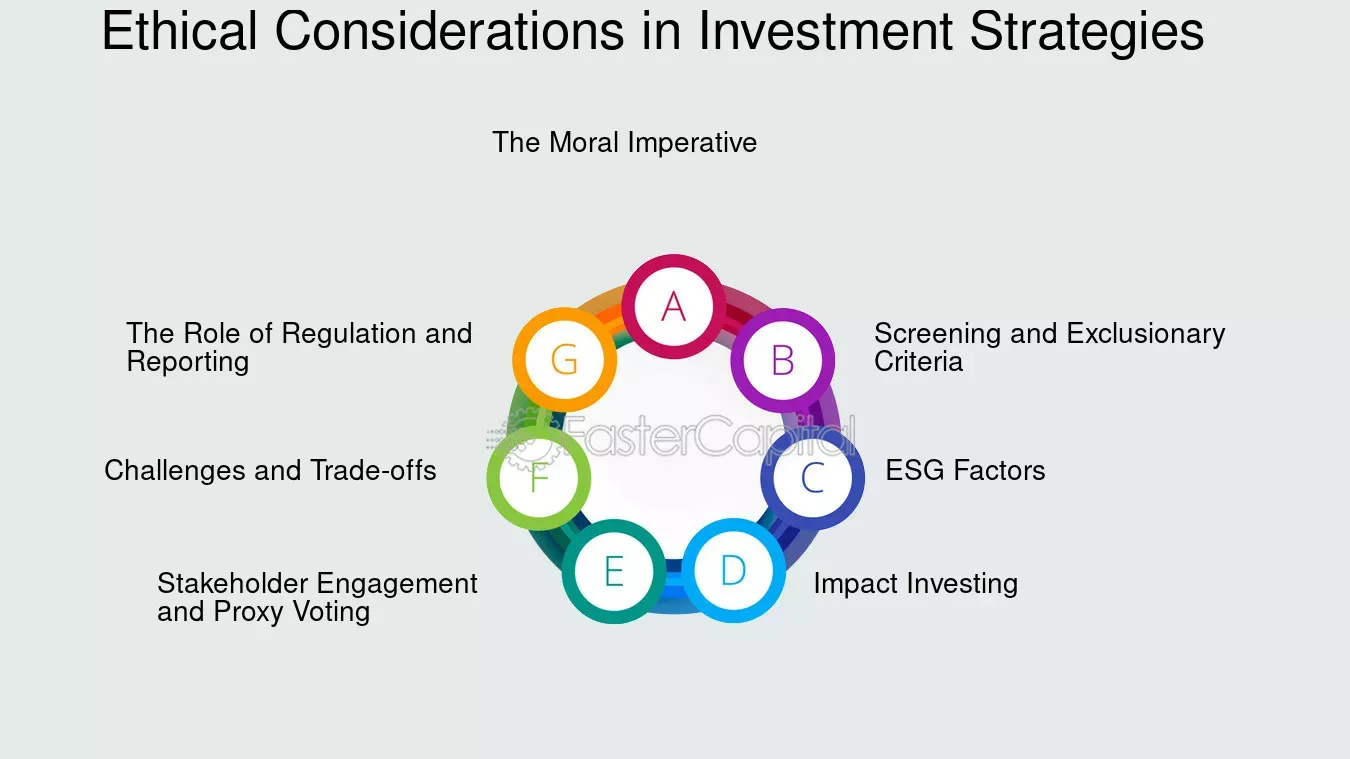 Ethical Considerations in Investment Strategies
The Moral Imperative
A
B
Screening and Exclusionary
Criteria
C
ESG Factors
D
Impact Investing
E
Stakeholder Engagement
and Proxy Voting
F
Challenges and Trade-offs
G
The Role of Regulation and
Reporting
FasterCapital